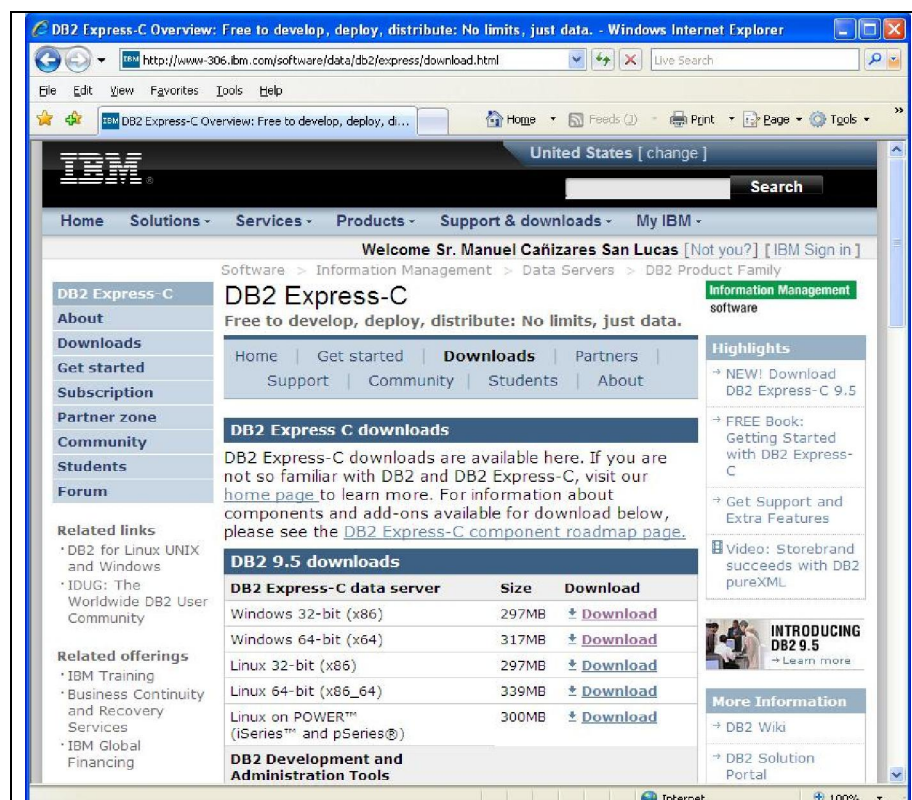 DB2 Express-C Overview: Free to develop, deploy, distribute: No limits, just data. - Windows Internet Explorer
IBM http://www-306.ibm.com/software/data/db2/express/download.html
Live Search
File Edit View Favorites Tools Help
IBM DB2 Express-C Overview: Free to develop, deploy, di...
Home Feeds (J) Print Page Tools »
IBM®
United States [ change ]
Search
Home Solutions Services Products Support & downloads My IBM
Welcome Sr. Manuel Cañizares San Lucas [Not you?] [ IBM Sign in ]
Software > Information Management > Data Servers > DB2 Product Family
DB2 Express-C
About
Downloads
Get started
Subscription
Partner zone
Community
Students
Forum
Related links
·DB2 for Linux UNIX
and Windows
·IDUG: The
Worldwide DB2 User
Community
Related offerings
·IBM Training
·Business Continuity
and Recovery
Services
·IBM Global
Financing
DB2 Express-C
Free to develop, deploy, distribute: No limits, just data.
Home | Get started | Downloads | Partners |
Support | Community | Students | About
DB2 Express C downloads
DB2 Express-C downloads are available here. If you are
not so familiar with DB2 and DB2 Express-C, visit our
home page to learn more. For information about
components and add-ons available for download below,
please see the DB2 Express-C component roadmap page.
DB2 9.5 downloads
DB2 Express-C data server Size Download
Windows 32-bit (x86) 297MB Download
Windows 64-bit (x64) 317MB Download
Linux 32-bit (x86) 297MB Download
Linux 64-bit (x86_64) 339MB Download
Linux on POWER™ 300MB Download
(iSeries™ and pSeries®)
DB2 Development and
Administration Tools
Information Management
software
Highlights
→ NEW! Download
DB2 Express-C 9.5
→ FREE Book:
Getting Started
with DB2 Express-
C
→ Get Support and
Extra Features
Video: Storebrand
succeeds with DB2
pureXML
INTRODUCING
DB2 9.5
→ Learn more
More Information
→ DB2 Wiki
→ DB2 Solution
Portal
Internet 100%